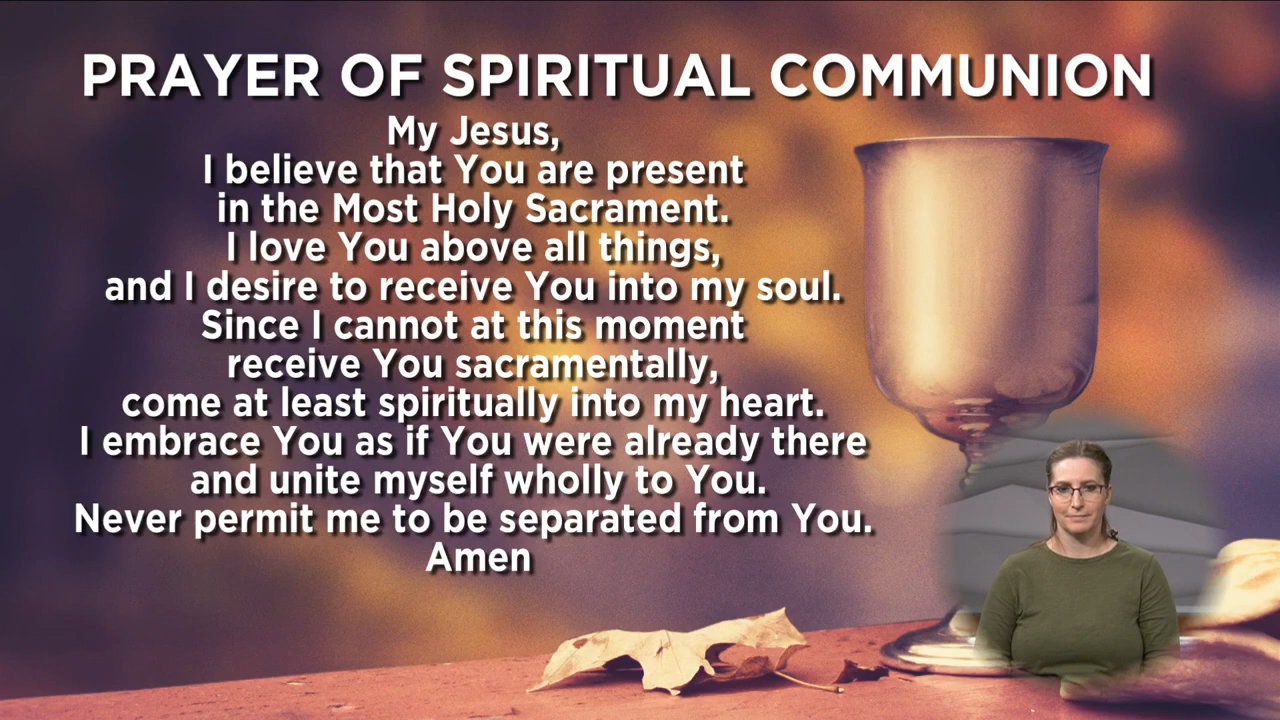 PRAYER OF SPIRITUAL COMMUNION
My Jesus,
I believe that You are present
in the Most Holy Sacrament.
I love You above all things,
and I desire to receive You into my soul.
Since I cannot at this moment
receive You sacramentally,
come at least spiritually into my heart.
I embrace You as if You were already there
and unite myself wholly to You.
Never permit me to be separated from You.
Amen